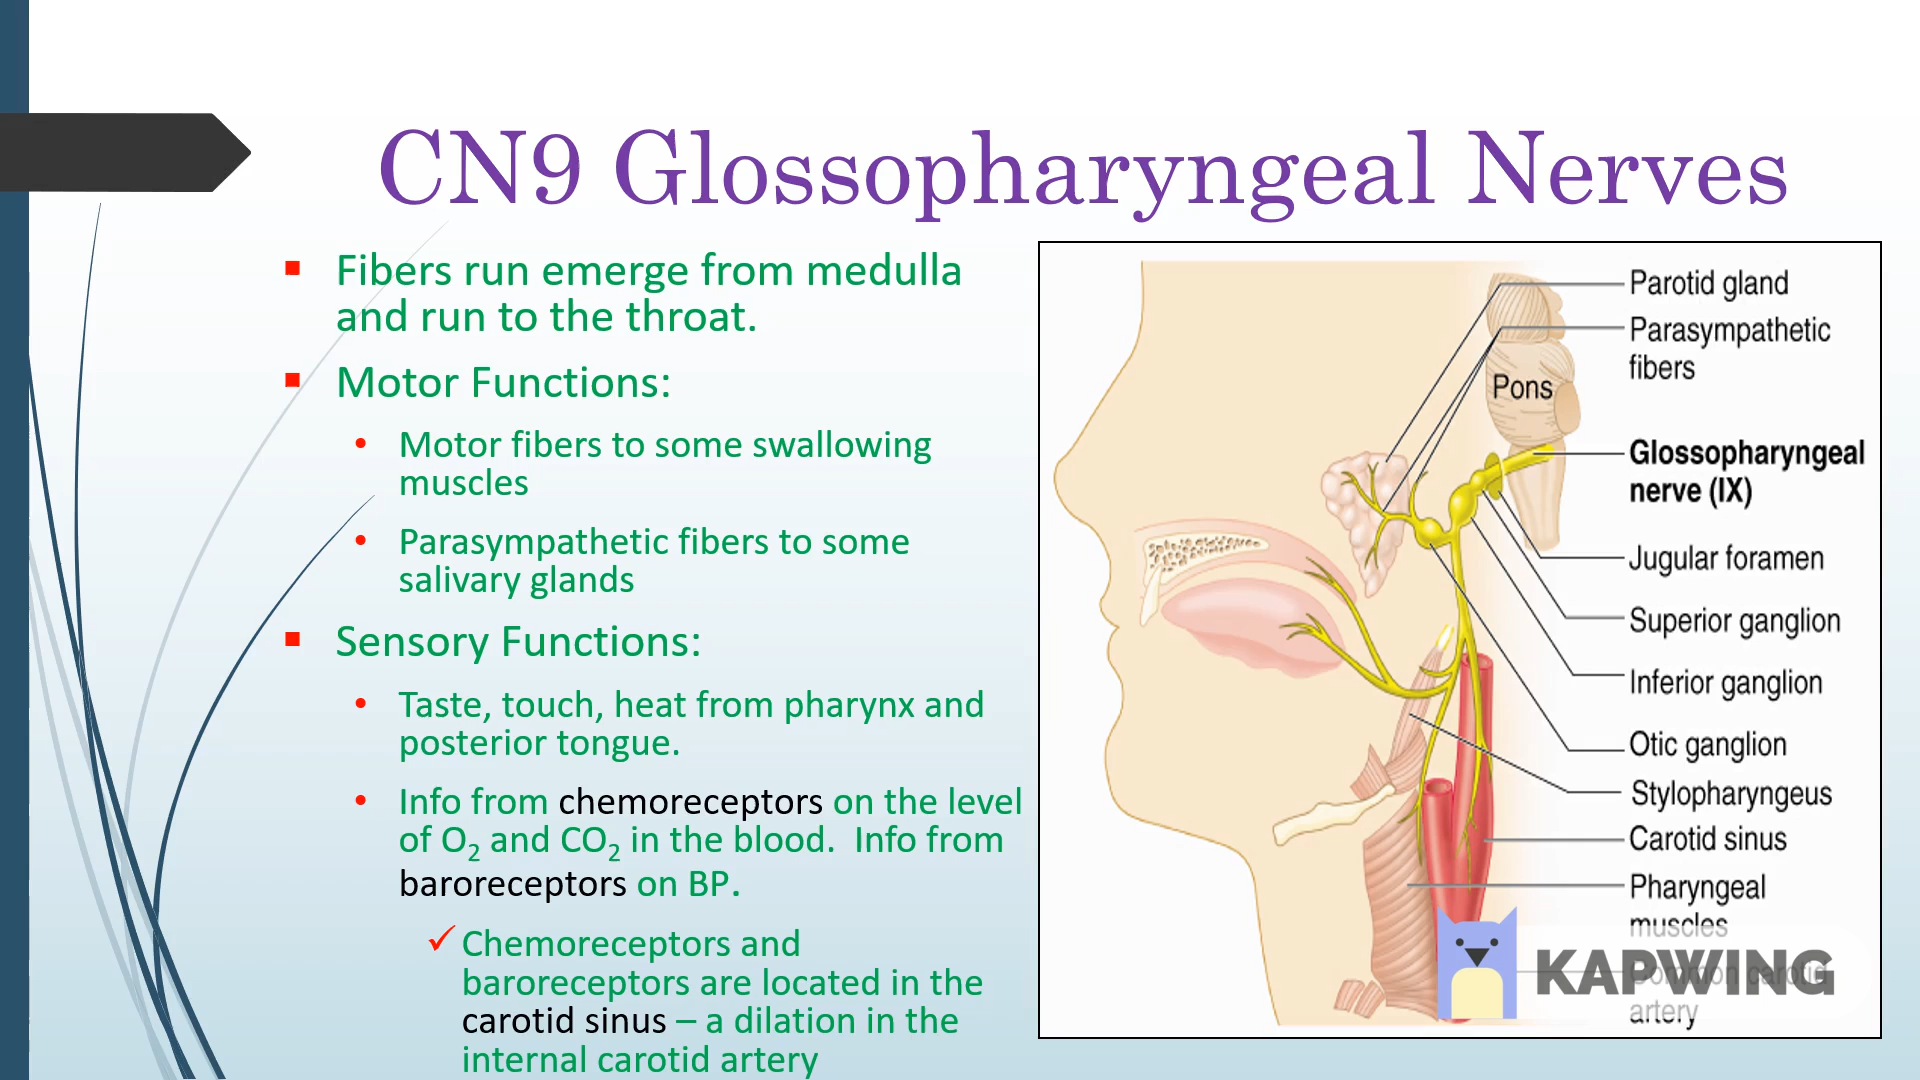 CN9 Glossopharyngeal Nerves
Fibers run emerge from medulla
and run to the throat.
Motor Functions:
Motor fibers to some swallowing
muscles
Parasympathetic fibers to some
salivary glands
Sensory Functions:
Taste, touch, heat from pharynx and
posterior tongue.
Info from chemoreceptors on the level
of O₂ and CO₂ in the blood.  Info from
baroreceptors on BP.
Chemoreceptors and
baroreceptors are located in the
carotid sinus – a dilation in the
internal carotid artery
Parotid gland
Parasympathetic
fibers
Pons
Glossopharyngeal
nerve (IX)
Jugular foramen
Superior ganglion
Inferior ganglion
Otic ganglion
Stylopharyngeus
Carotid sinus
Pharyngeal
muscles
Common carotid
artery
KAPWING